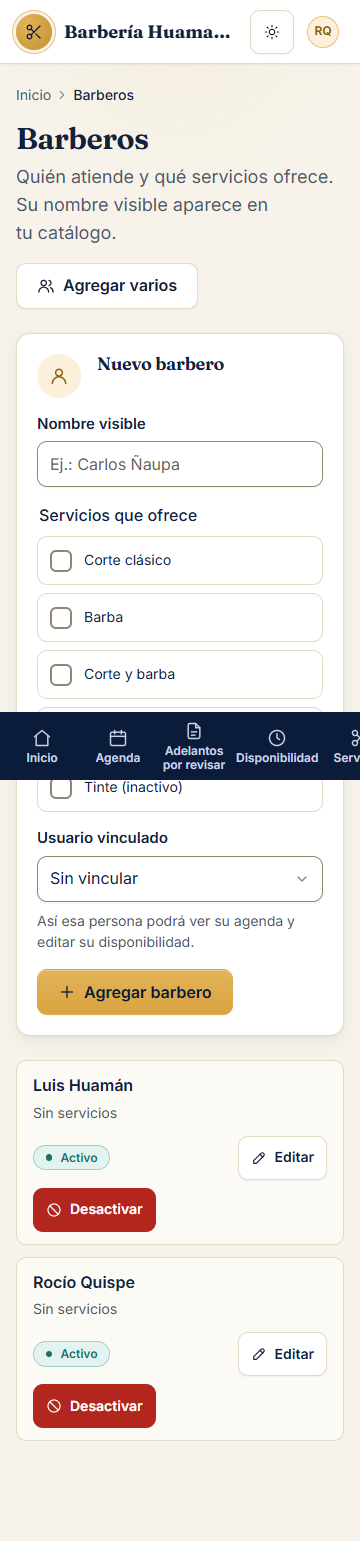 Barbería Huama...
RQ
Inicio > Barberos
Barberos
Quién atiende y qué servicios ofrece.
Su nombre visible aparece en
tu catálogo.
Agregar varios
Nuevo barbero
Nombre visible
Ej.: Carlos Ñaupa
Servicios que ofrece
Corte clásico
Barba
Corte y barba
Inicio
Agenda
Adelantos
por revisar
Disponibilidad
Serv
Tinte (inactivo)
Usuario vinculado
Sin vincular
Así esa persona podrá ver su agenda y
editar su disponibilidad.
Agregar barbero
Luis Huamán
Sin servicios
Activo
Editar
Desactivar
Rocío Quispe
Sin servicios
Activo
Editar
Desactivar